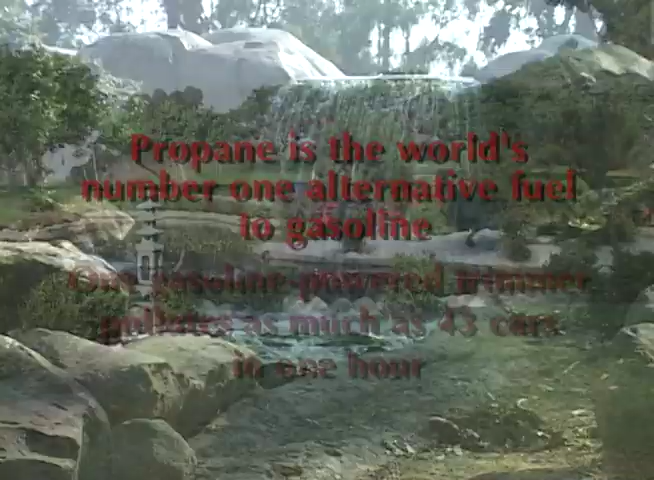 Propane is the world's
number one alternative fuel
to gasoline
One gasoline-powered trimmer
pollutes as much as 43 cars
in one hour